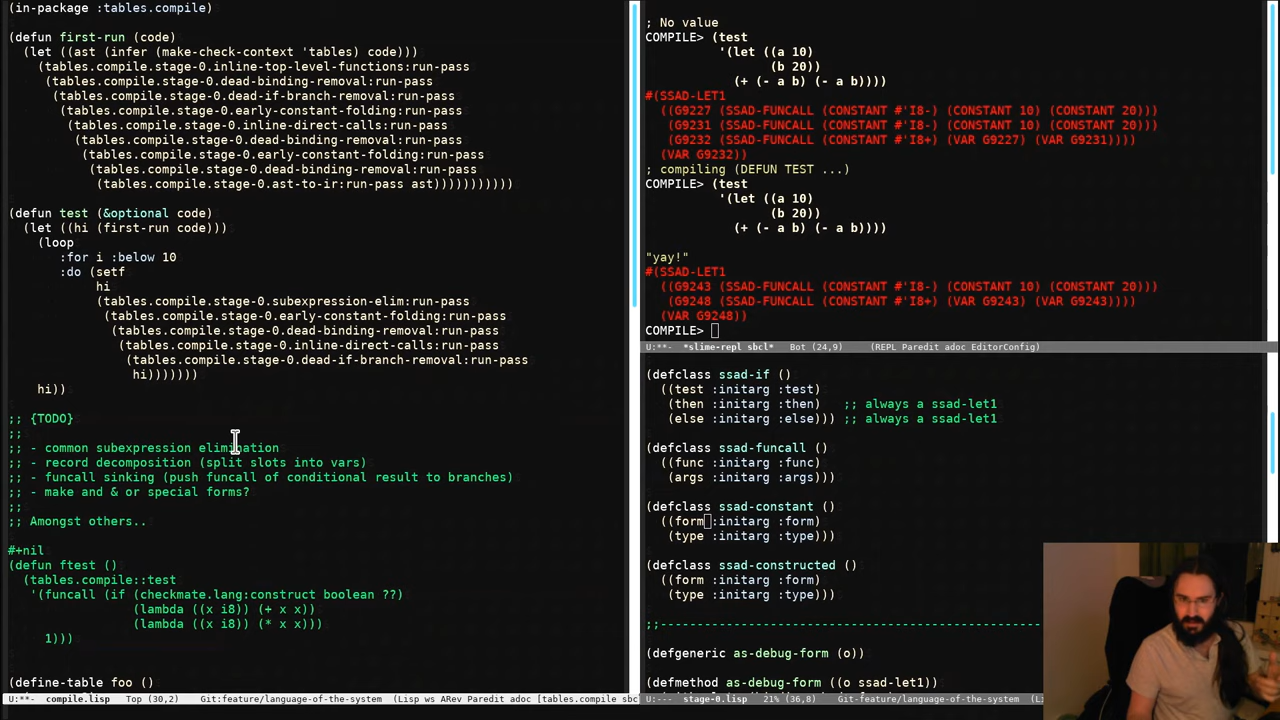 (in-package :tables.compile)
(defun first-run (code)
(let ((ast (infer (make-check-context 'tables) code)))
(tables.compile.stage-0.inline-top-level-functions:run-pass
(tables.compile.stage-0.dead-binding-removal:run-pass
(tables.compile.stage-0.dead-if-branch-removal:run-pass
(tables.compile.stage-0.early-constant-folding:run-pass
(tables.compile.stage-0.inline-direct-calls:run-pass
(tables.compile.stage-0.dead-binding-removal:run-pass
(tables.compile.stage-0.early-constant-folding:run-pass
(tables.compile.stage-0.dead-binding-removal:run-pass
(tables.compile.stage-0.ast-to-ir:run-pass ast)))))))))))
(defun test (&optional code)
(let ((hi (first-run code)))
(loop
:for i :below 10
:do (setf
hi
(tables.compile.stage-0.subexpression-elim:run-pass
(tables.compile.stage-0.early-constant-folding:run-pass
(tables.compile.stage-0.dead-binding-removal:run-pass
(tables.compile.stage-0.inline-direct-calls:run-pass
(tables.compile.stage-0.dead-if-branch-removal:run-pass
hi)))))))
hi))
;; {TODO}
;;
;; - common subexpression elimination
;; - record decomposition (split slots into vars)
;; - funcall sinking (push funcall of conditional result to branches)
;; - make and & or special forms?
;;
;; Amongst others..
#+nil
(defun ftest ()
(tables.compile::test
'(funcall (if (checkmate.lang:construct boolean ??)
(lambda ((x i8)) (+ x x))
(lambda ((x i8)) (* x x)))
1)))
(define-table foo ()
U:**- compile.lisp Top (30,2) Git:feature/language-of-the-system (Lisp ws ARev Paredit adoc [tables.compile sbc
; No value
COMPILE> (test
'(let ((a 10)
(b 20))
(+ (- a b) (- a b))))
#(SSAD-LET1
((G9227 (SSAD-FUNCALL (CONSTANT #'I8-) (CONSTANT 10) (CONSTANT 20)))
(G9231 (SSAD-FUNCALL (CONSTANT #'I8-) (CONSTANT 10) (CONSTANT 20)))
(G9232 (SSAD-FUNCALL (CONSTANT #'I8+) (VAR G9227) (VAR G9231))))
(VAR G9232))
; compiling (DEFUN TEST ...)
COMPILE> (test
'(let ((a 10)
(b 20))
(+ (- a b) (- a b))))
"yay!"
#(SSAD-LET1
((G9243 (SSAD-FUNCALL (CONSTANT #'I8-) (CONSTANT 10) (CONSTANT 20)))
(G9248 (SSAD-FUNCALL (CONSTANT #'I8+) (VAR G9243) (VAR G9243))))
(VAR G9248))
COMPILE>
U:**- *slime-repl sbcl* Bot (24,9) (REPL Paredit adoc EditorConfig)
(defclass ssad-if ()
((test :initarg :test)
(then :initarg :then) ;; always a ssad-let1
(else :initarg :else))) ;; always a ssad-let1
(defclass ssad-funcall ()
((func :initarg :func)
(args :initarg :args)))
(defclass ssad-constant ()
((form :initarg :form)
(type :initarg :type)))
(defclass ssad-constructed ()
((form :initarg :form)
(type :initarg :type)))
;;----------------------------------------------------
(defgeneric as-debug-form (o))
(defmethod as-debug-form ((o ssad-let1))
U:--- stage-0.lisp 21% (36,8) Git:feature/language-of-the-system (Li